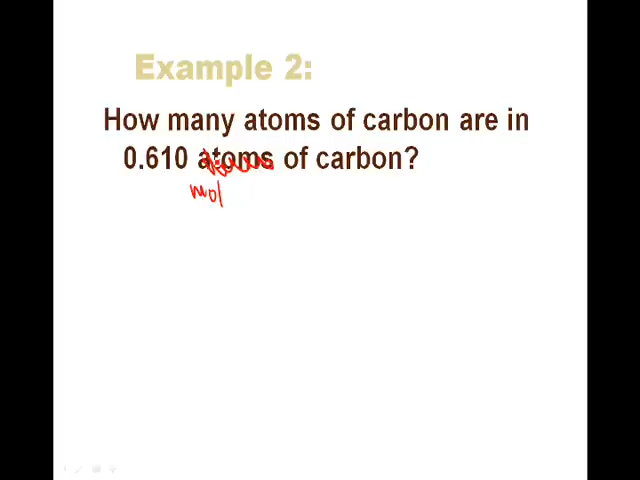 Example 2:
How many atoms of carbon are in
0.610 atoms of carbon?
mol